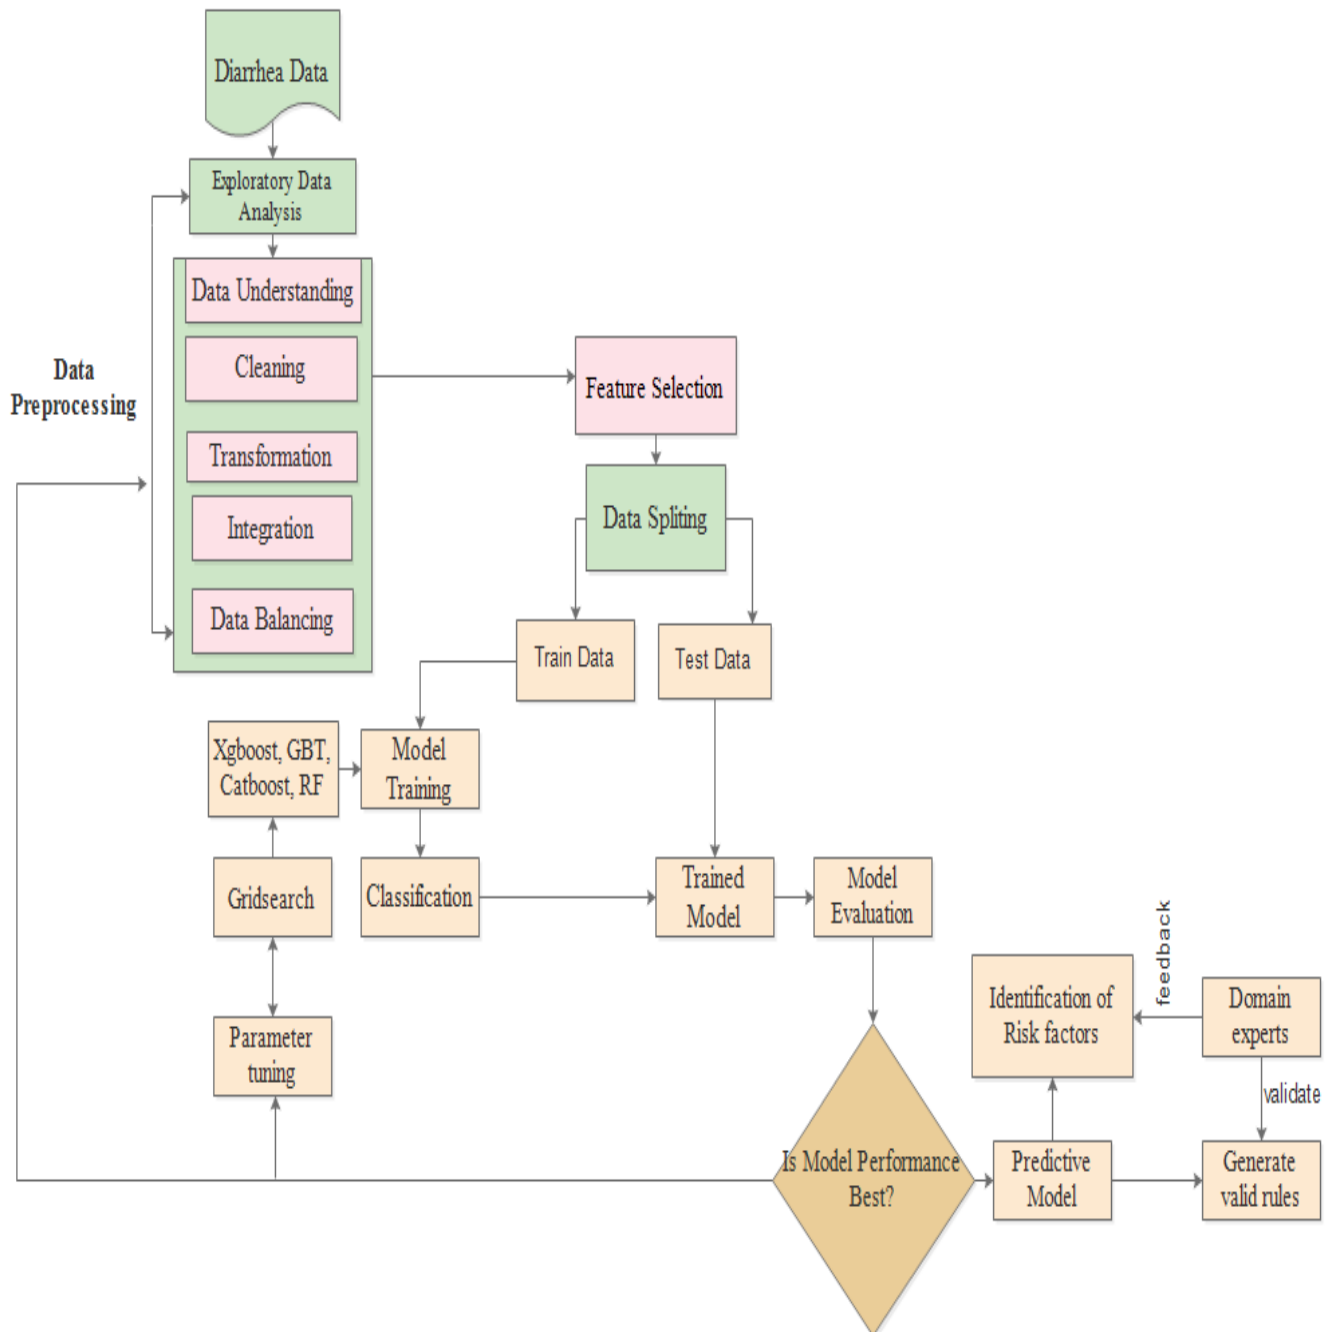 Diarrhea Data
Exploratory Data
Analysis
Data Understanding
Cleaning
Data
Preprocessing
Feature Selection
Transformation
Integration
Data Spliting
Data Balancing
Train Data
Test Data
Xgboost, GBT,
Catboost, RF
Model
Training
Gridsearch
Classification
Trained
Model
Model
Evaluation
feedback
Identification of
Risk factors
Domain
experts
Parameter
tuning
validate
Is Model Performance
Best?
Predictive
Model
Generate
valid rules